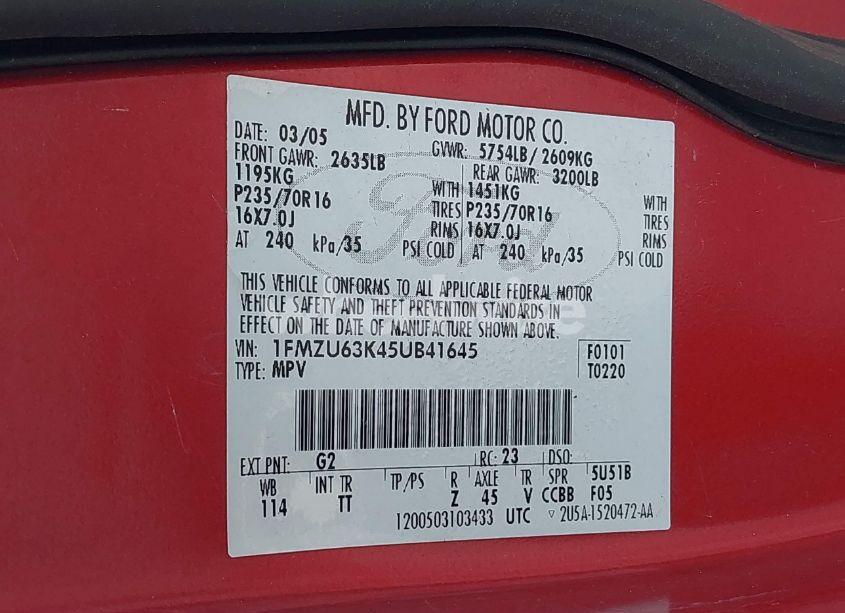 MFD. BY FORD MOTOR CO.
DATE: 03/05 GVWR: 5754LB / 2609KG
FRONT GAWR: 2635LB REAR GAWR: 3200LB
1195KG WITH 1451KG WITH
P235/70R16 TIRES P235/70R16 TIRES
16X7.0J RIMS 16X7.0J RIMS
AT 240 kPa/35 PSI COLD AT 240 kPa/35 PSI COLD
Ford
THIS VEHICLE CONFORMS TO ALL APPLICABLE FEDERAL MOTOR
VEHICLE SAFETY AND THEFT PREVENTION STANDARDS IN
EFFECT ON THE DATE OF MANUFACTURE SHOWN ABOVE.
VIN: 1FMZU63K45UB41645 F0101
TYPE: MPV T0220
EXT PNT: G2 RC: 23 DSO:
WB INT TR TP/PS R AXLE TR SPR 5U51B
114 TT Z 45 V CCBB F05
1200503103433 UTC ▽ 2U5A-1520472-AA